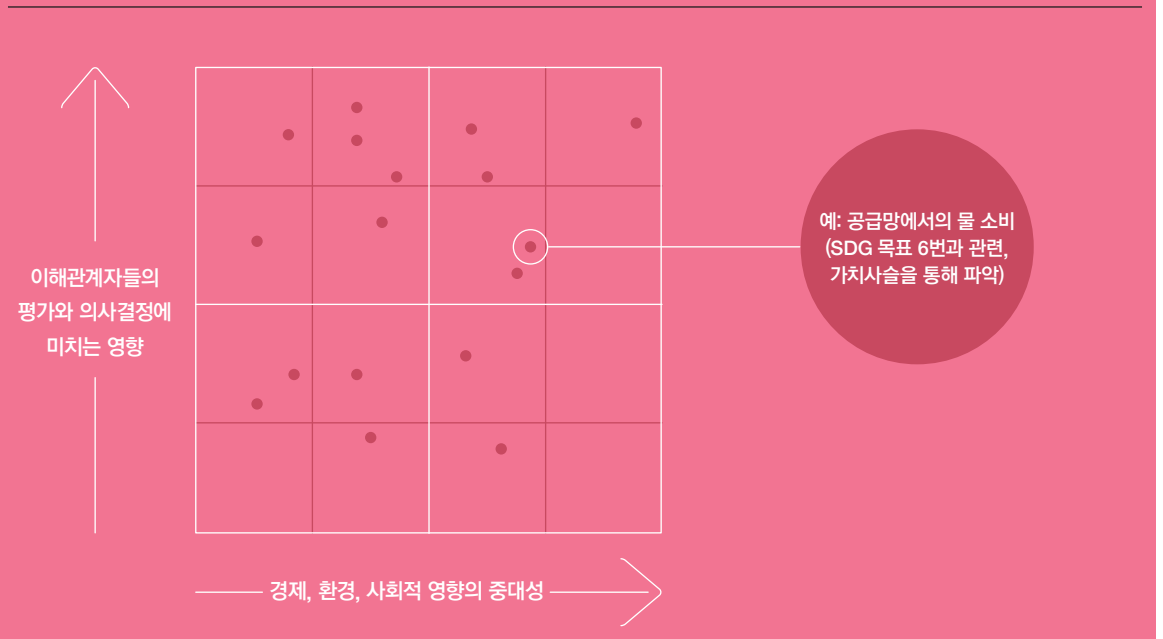 이해관계자들의
평가와 의사결정에
미치는 영향
예: 공급망에서의 물 소비
(SDG 목표 6번과 관련,
가치사슬을 통해 파악)
경제, 환경, 사회적 영향의 중대성